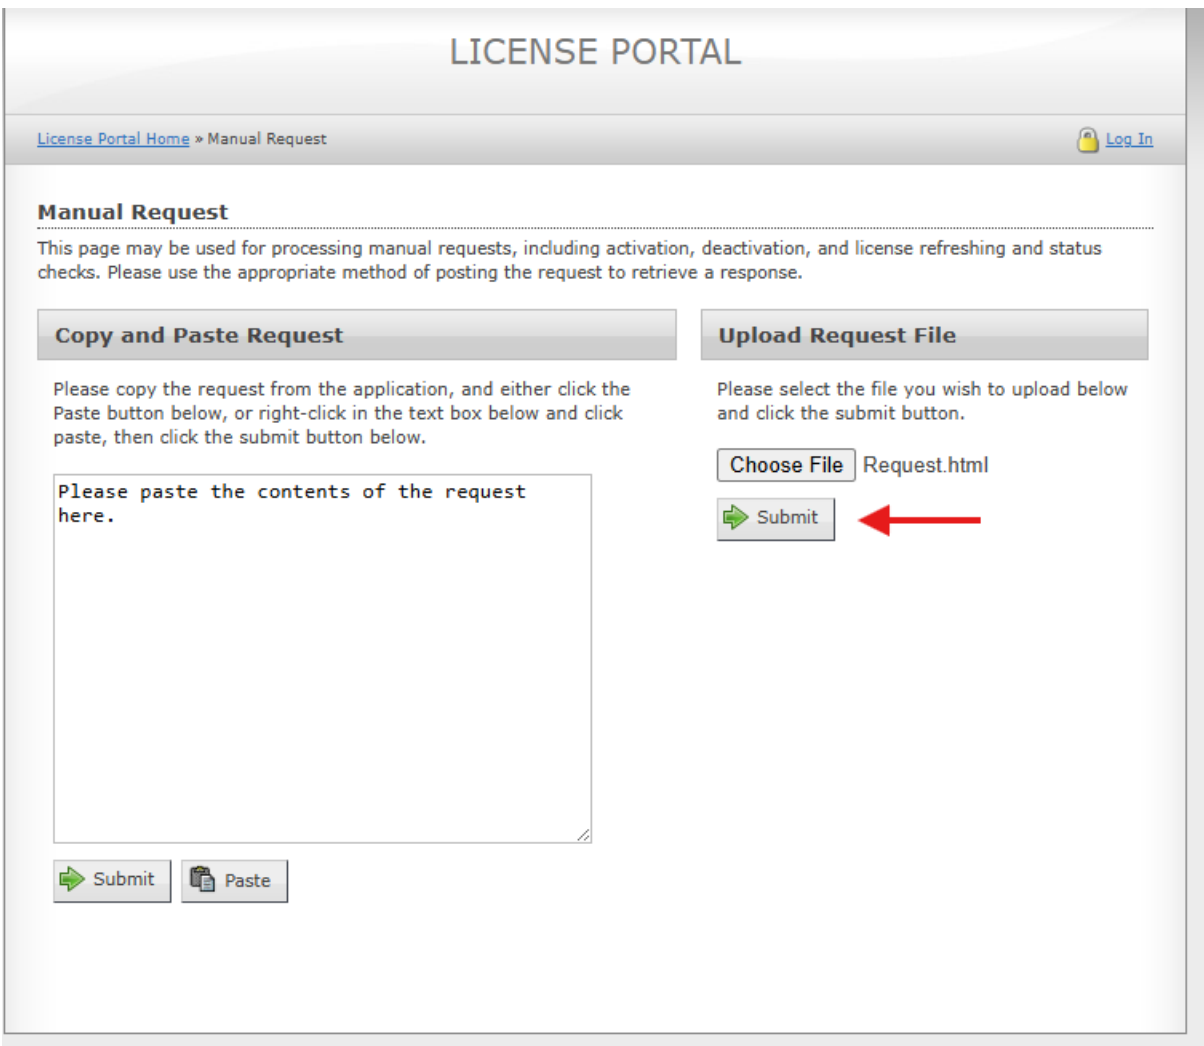 LICENSE PORTAL
License Portal Home » Manual Request
Log In
Manual Request
This page may be used for processing manual requests, including activation, deactivation, and license refreshing and status
checks. Please use the appropriate method of posting the request to retrieve a response.
Copy and Paste Request
Please copy the request from the application, and either click the
Paste button below, or right-click in the text box below and click
paste, then click the submit button below.
Please paste the contents of the request
here.
Submit
Paste
Upload Request File
Please select the file you wish to upload below
and click the submit button.
Choose File Request.html
Submit